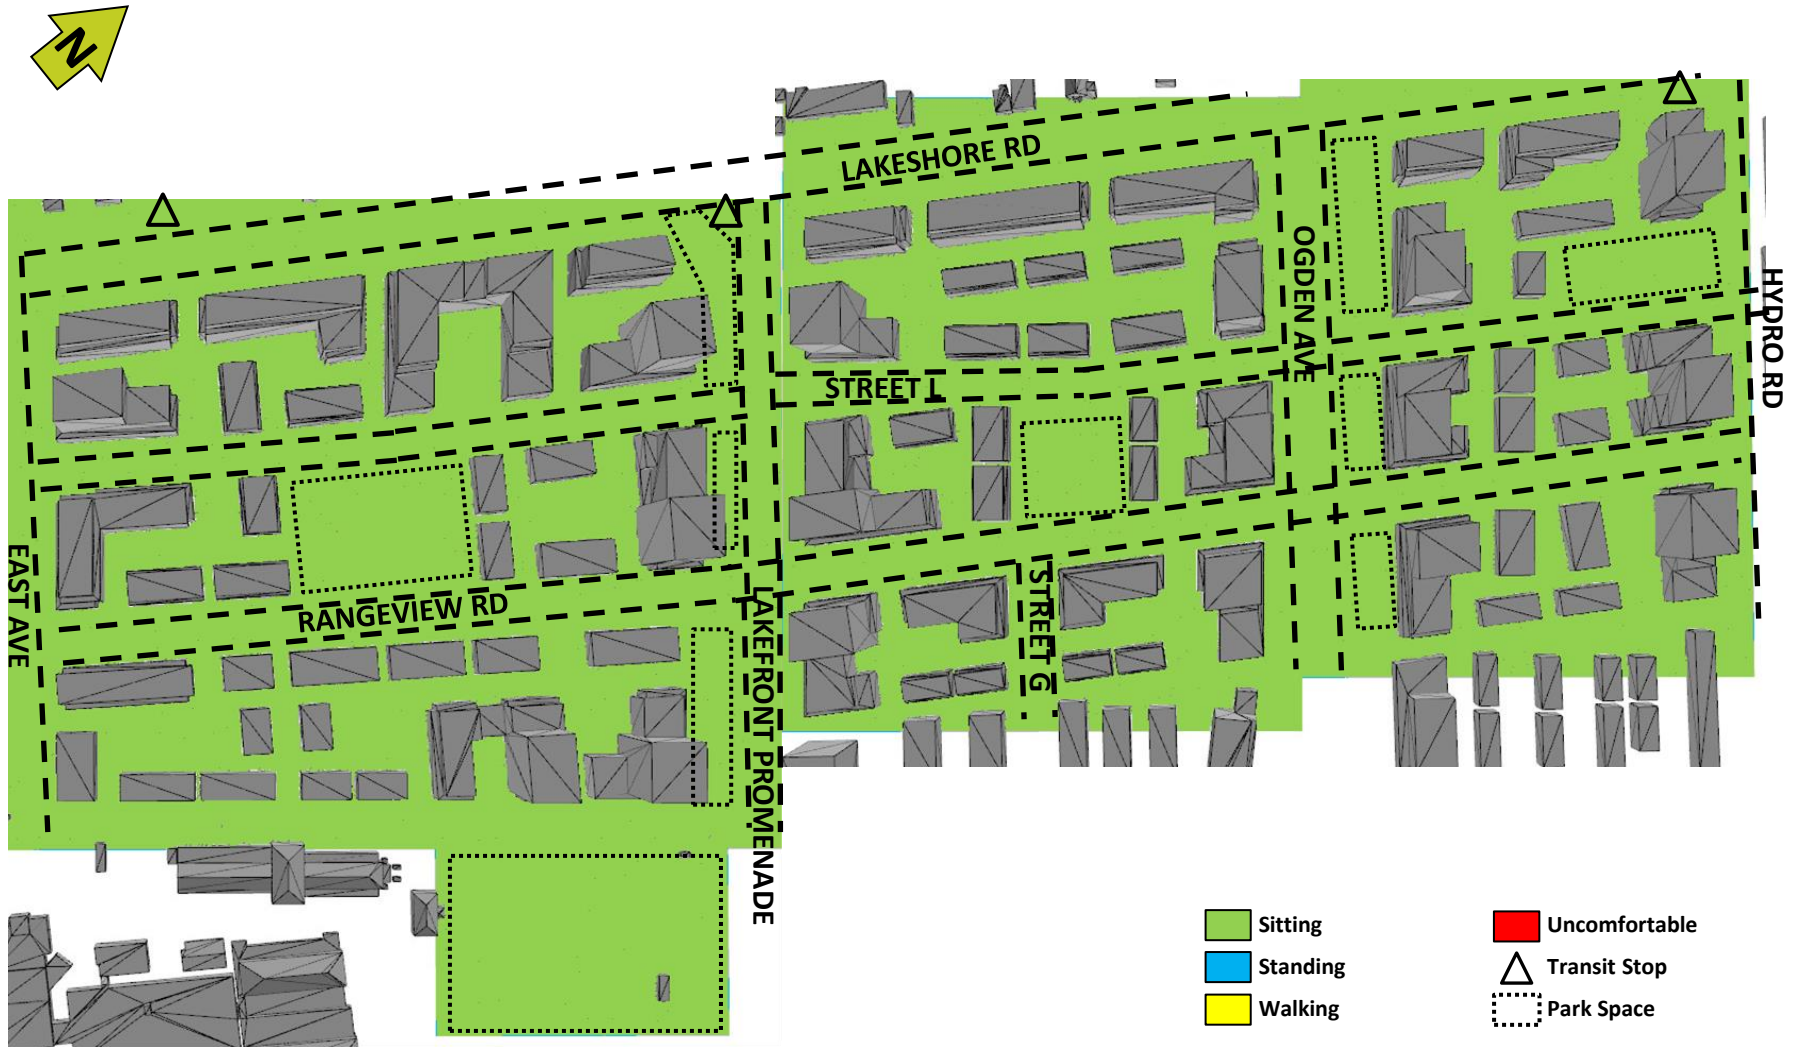 N
LAKESHORE RD
OGDEN AVE
HYDRO RD
STREET L
EAST AVE
RANGEVIEW RD
STREET G
LAKEFRONT PROMENADE
Sitting
Standing
Walking
Uncomfortable
Transit Stop
Park Space